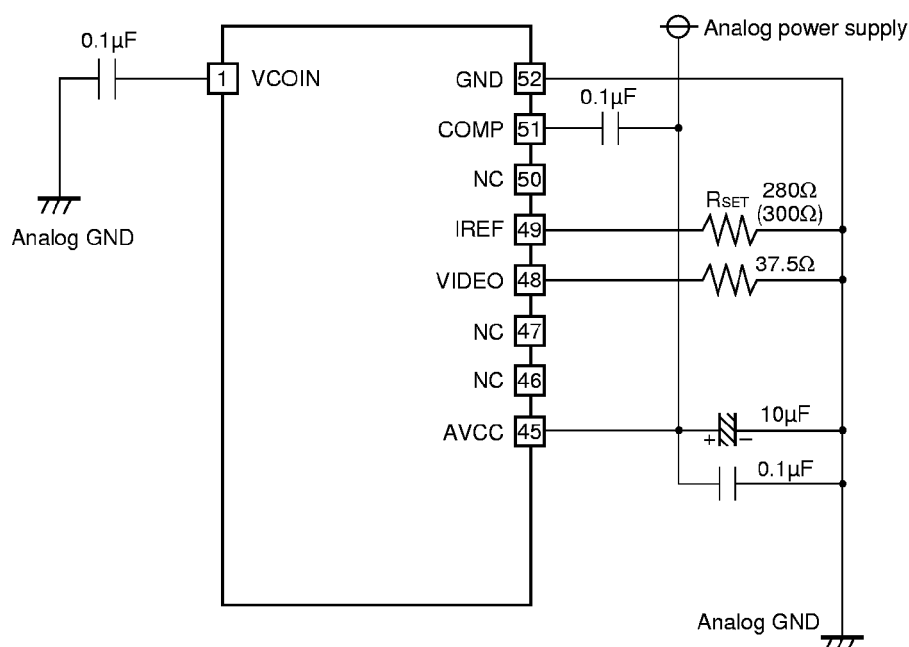 Analog power supply
0.1µF
1 VCOIN
GND 52
0.1µF
COMP 51
NC 50
RSET 280Ω
(300Ω)
IREF 49
37.5Ω
VIDEO 48
NC 47
NC 46
10µF
AVCC 45
+ −
0.1µF
Analog GND
Analog GND